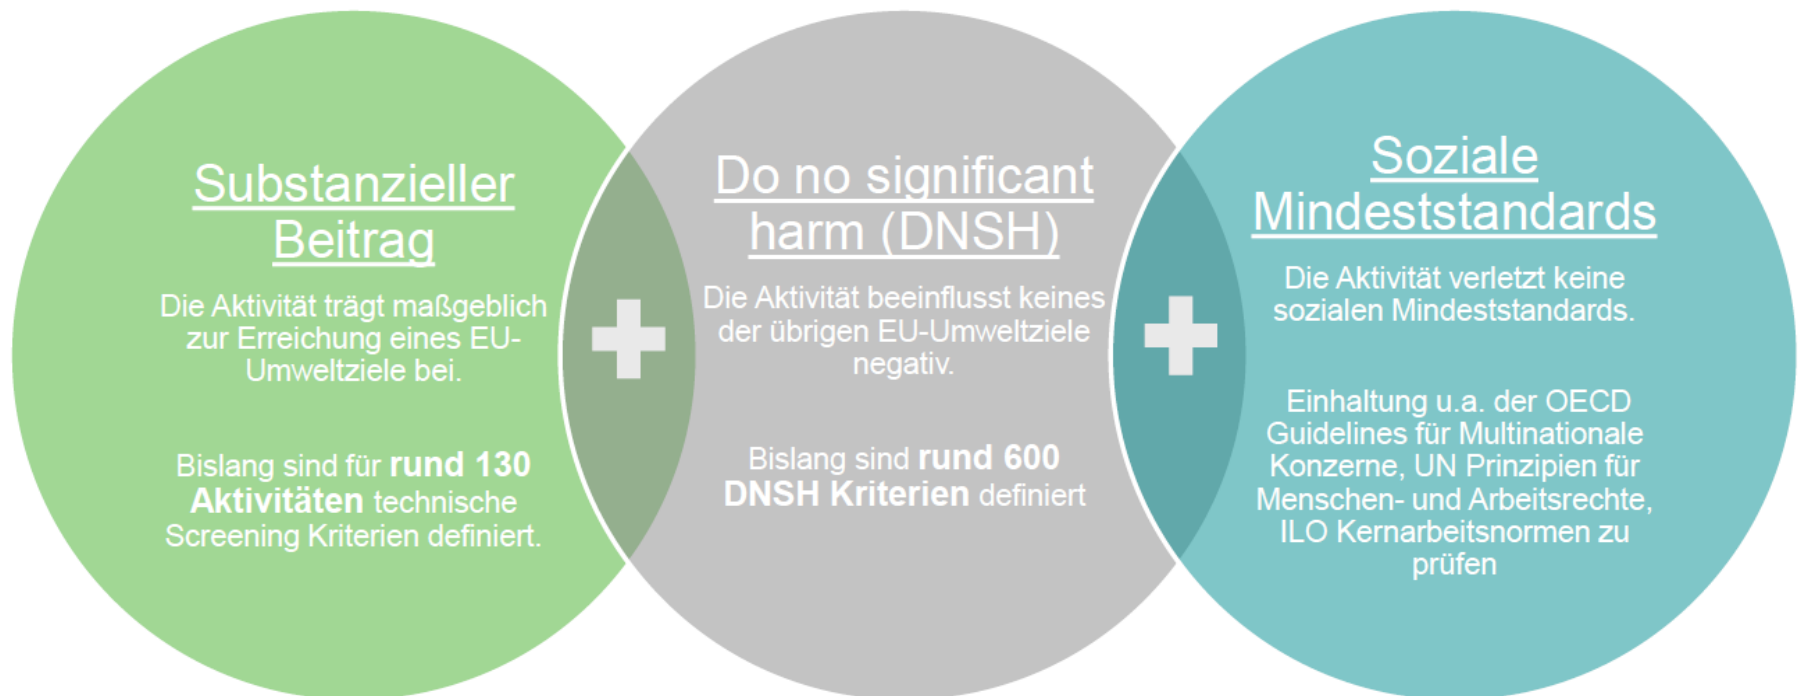 Substanzieller
Beitrag
Die Aktivität trägt maßgeblich
zur Erreichung eines EU-
Umweltziele bei.
Bislang sind für rund 130
Aktivitäten technische
Screening Kriterien definiert.
Do no significant
harm (DNSH)
Die Aktivität beeinflusst keines
der übrigen EU-Umweltziele
negativ.
Bislang sind rund 600
DNSH Kriterien definiert
Soziale
Mindeststandards
Die Aktivität verletzt keine
sozialen Mindeststandards.
Einhaltung u.a. der OECD
Guidelines für Multinationale
Konzerne, UN Prinzipien für
Menschen- und Arbeitsrechte,
ILO Kernarbeitsnormen zu
prüfen